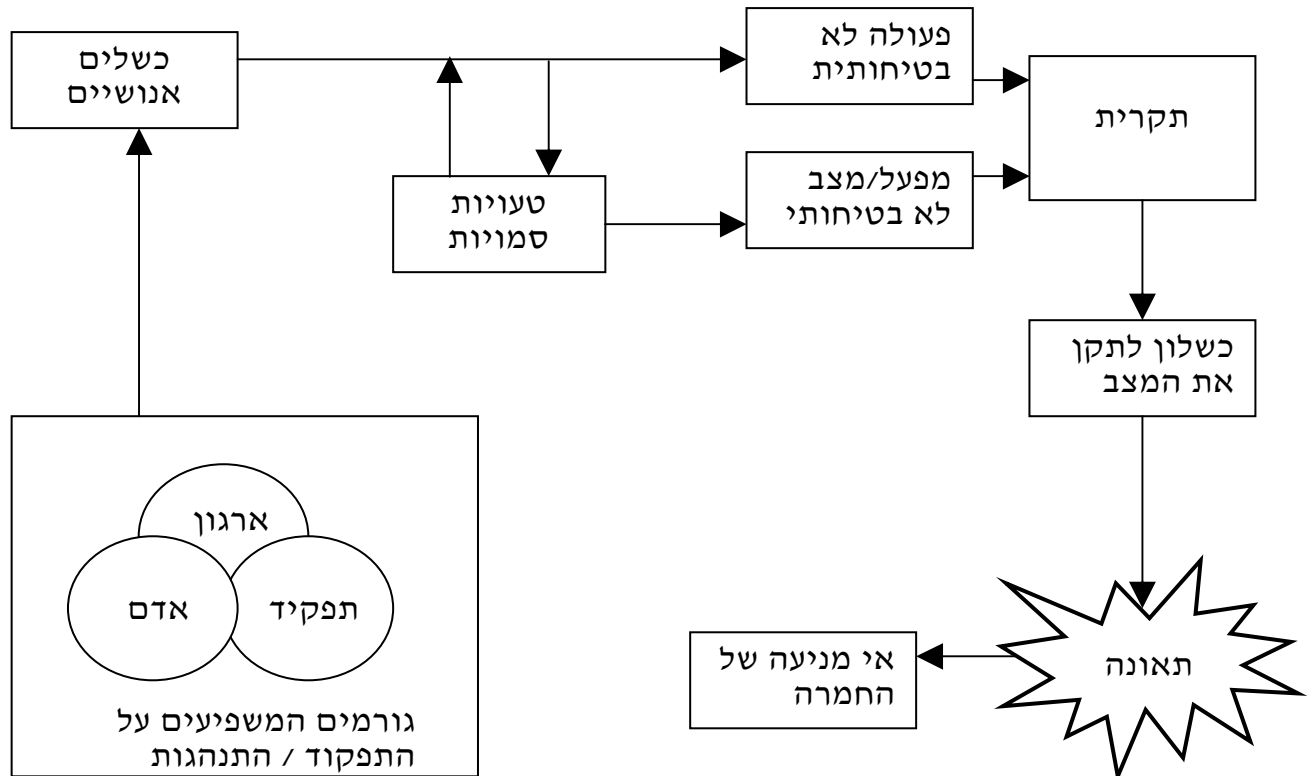 כשלים
אנושיים
פעולה לא
בטיחותית
תקרית
טעויות
סמויות
מפעל/מצב
לא בטיחותי
כשלון לתקן
את המצב
ארגון
אדם
תפקיד
גורמים המשפיעים על
התפקוד / התנהגות
תאונה
אי מניעה של
החמרה